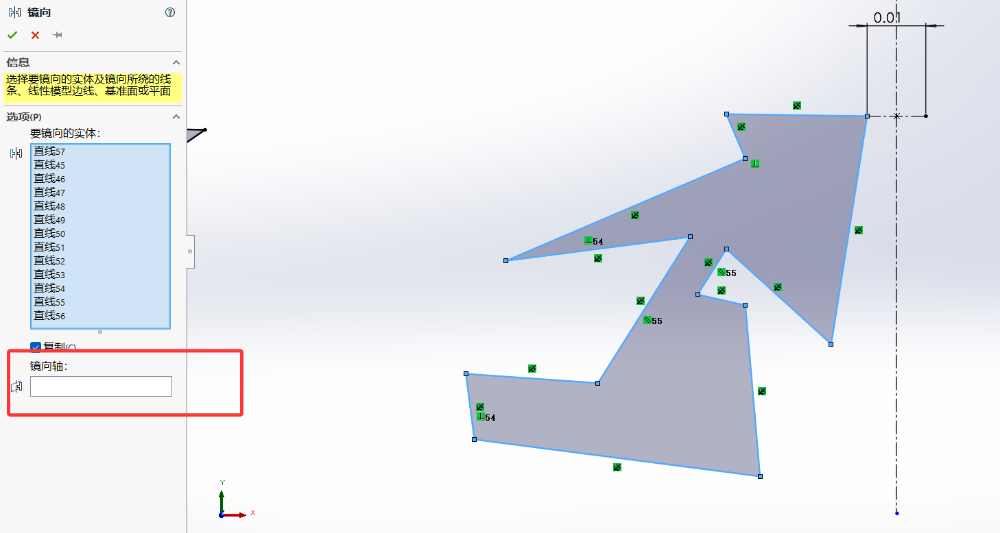 镜向
信息
选择要镜向的实体及镜向所绕的线
条、线性模型边线、基准面或平面
选项(P)
要镜向的实体:
直线57
直线45
直线46
直线47
直线48
直线49
直线50
直线51
直线52
直线53
直线54
直线55
直线56
复制(C)
镜向轴:
0.01
54
55
55
54
Y
X